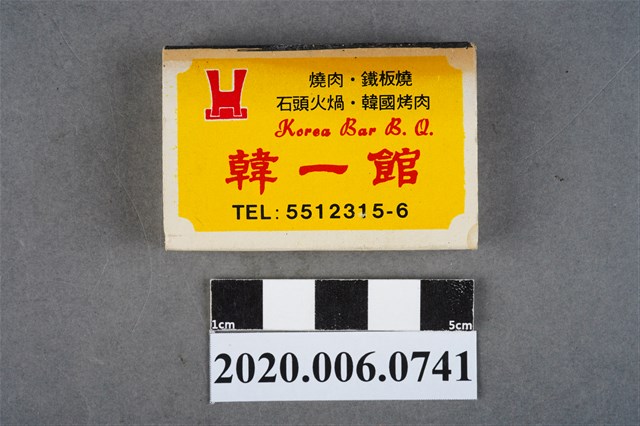 燒肉·鐵板燒
石頭火鍋·韓國烤肉
Korea Bar B. Q.
韓一館
TEL: 5512315-6
1cm 5cm
2020.006.0741